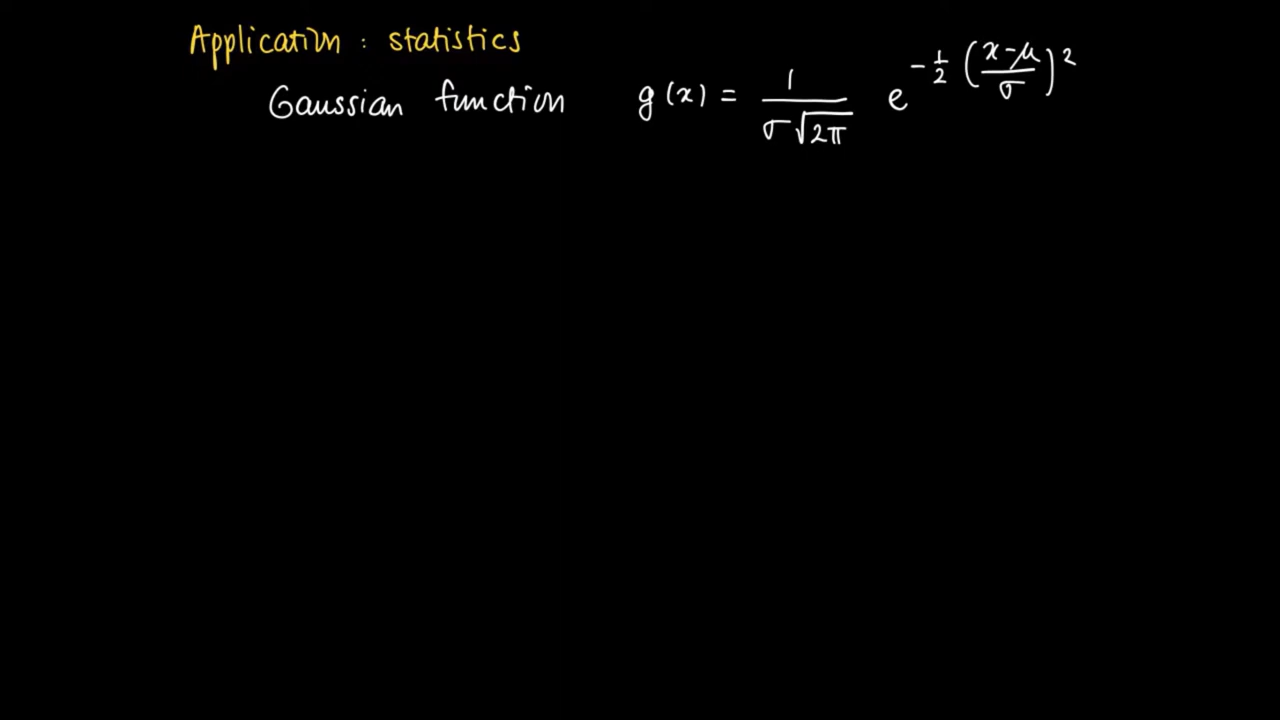 Application : statistics
Gaussian function g(x) = 1/(σ√2π) e^(-1/2 ((x-μ)/σ)^2)